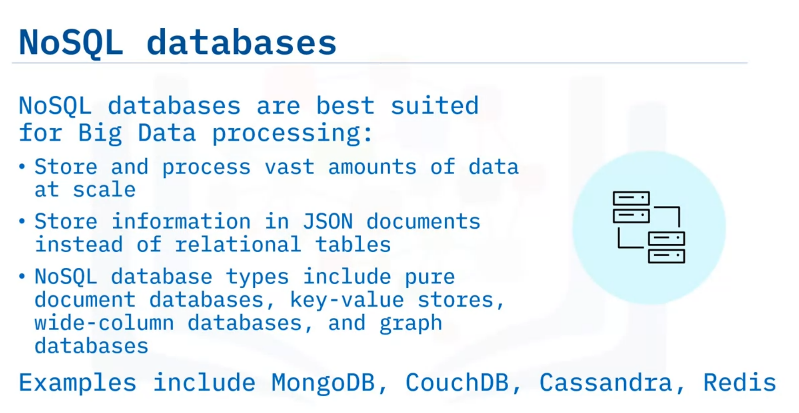 NoSQL databases
NoSQL databases are best suited
for Big Data processing:
• Store and process vast amounts of data
at scale
• Store information in JSON documents
instead of relational tables
• NoSQL database types include pure
document databases, key-value stores,
wide-column databases, and graph
databases
Examples include MongoDB, CouchDB, Cassandra, Redis